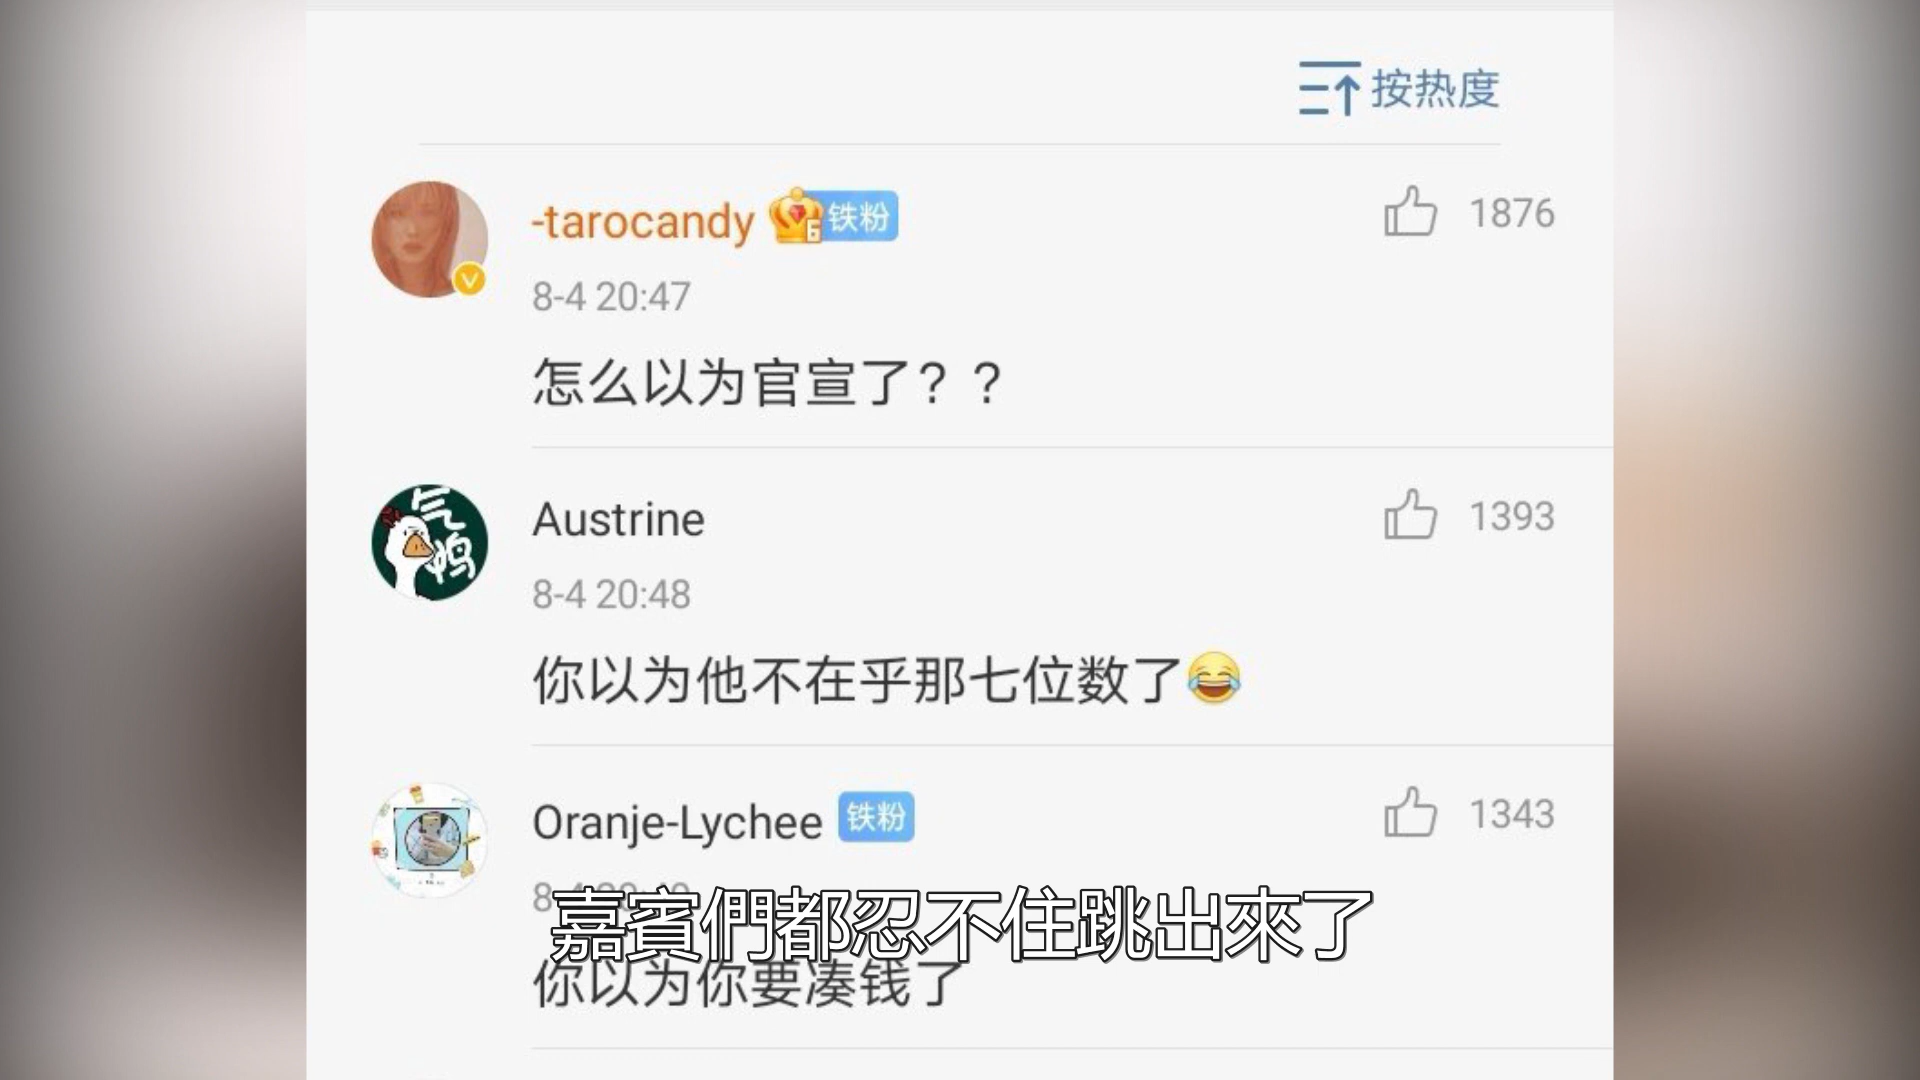 按热度
-tarocandy 6 铁粉 1876
8-4 20:47
怎么以为官宣了？？
气
鸭
Austrine 1393
8-4 20:48
你以为他不在乎那七位数了
Oranje-Lychee 铁粉 1343
嘉賓們都忍不住跳出來了
你以为你要凑钱了